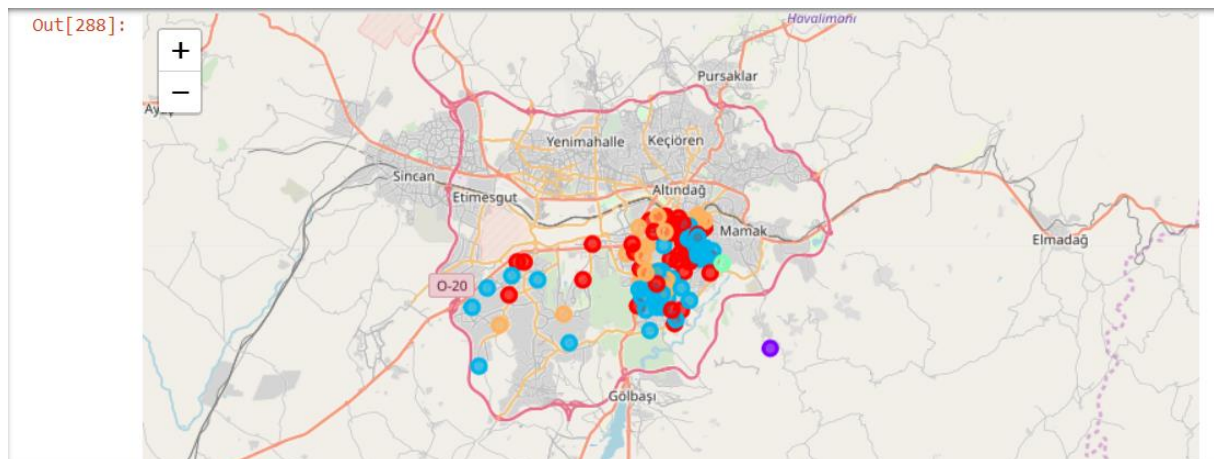 Out[288]:
+
−
Havalimanı
Pursaklar
Yenimahalle
Keçiören
Sincan
Altındağ
Etimesgut
Mamak
Elmadağ
O-20
Gölbaşı